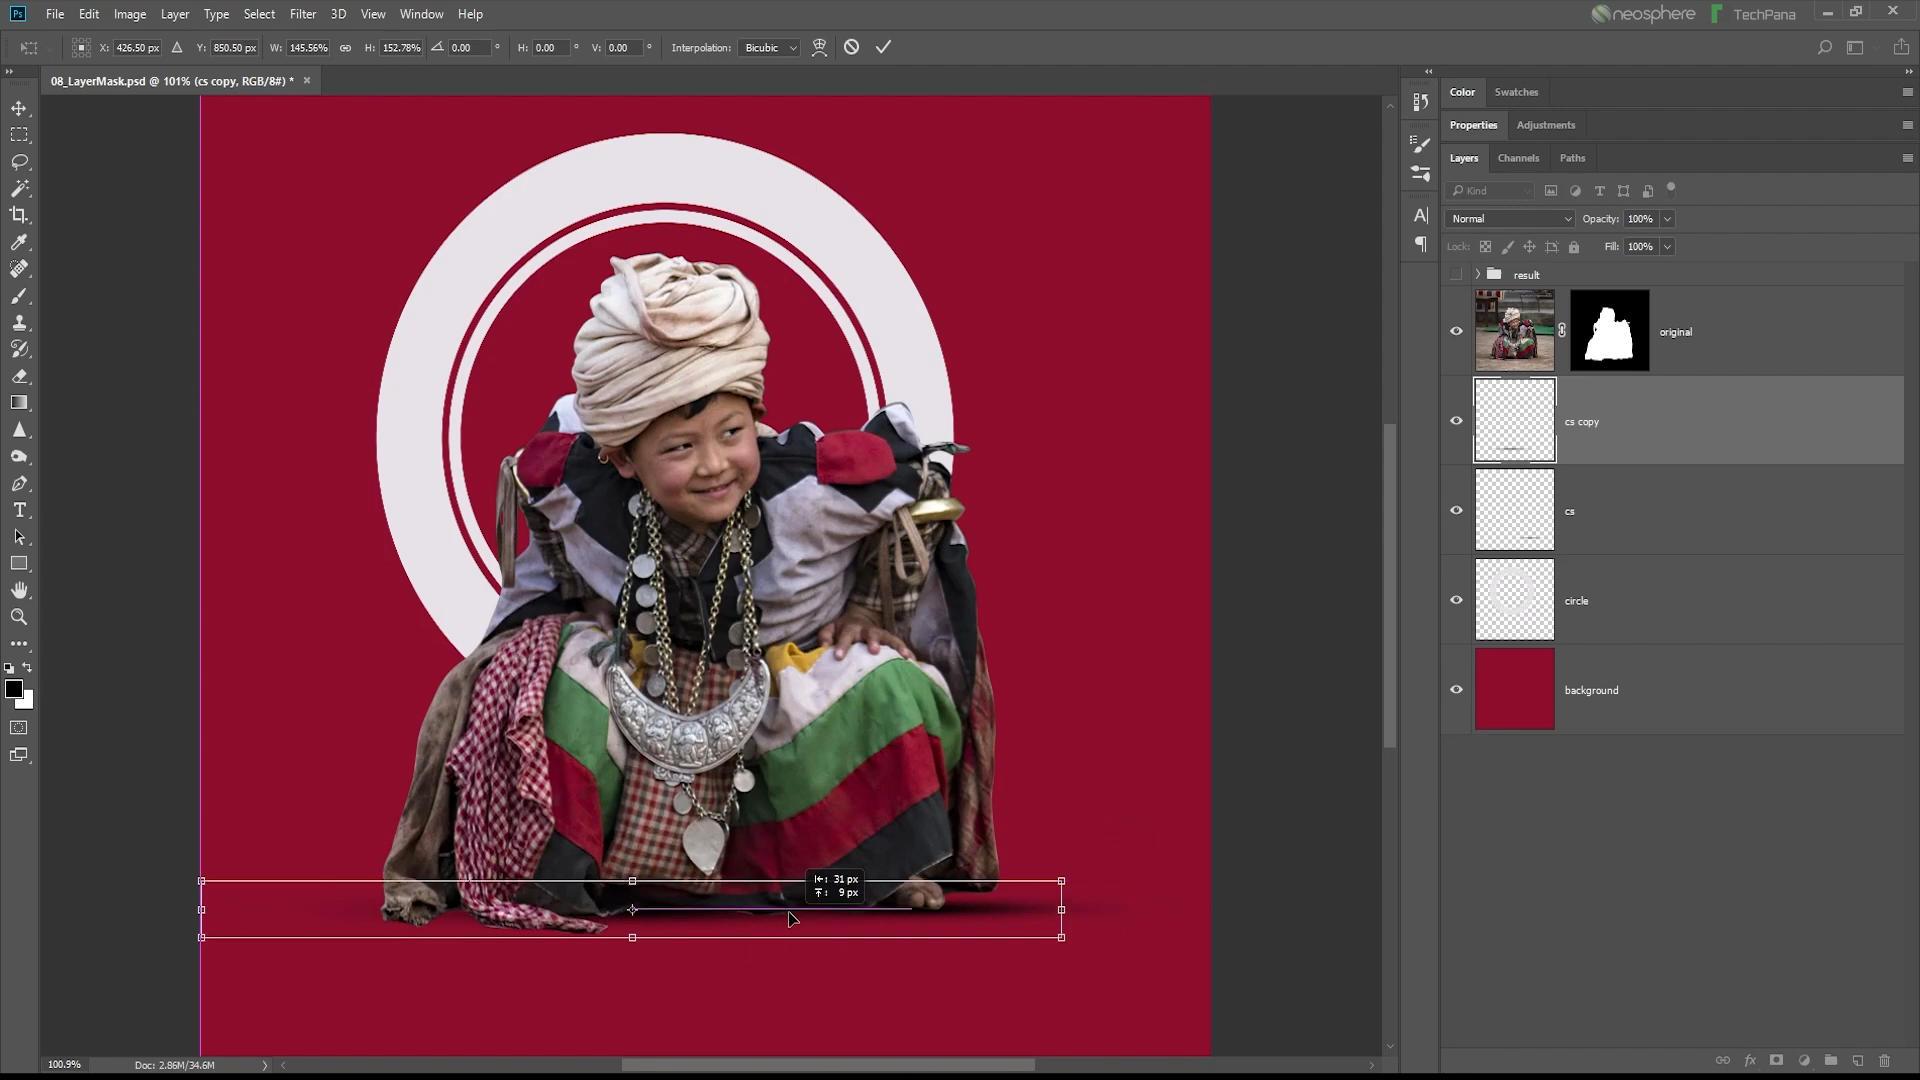 Ps File Edit Image Layer Type Select Filter 3D View Window Help neosphere TechPana
X: 426.50 px Y: 850.50 px W: 145.56% H: 152.78% 0.00 ° H: 0.00 ° V: 0.00 ° Interpolation: Bicubic
08_LayerMask.psd @ 101% (cs copy, RGB/8#) * ×
Color Swatches
Properties Adjustments
Layers Channels Paths
Kind
Normal Opacity: 100%
Lock: Fill: 100%
result
original
cs copy
cs
circle
background
31 px
9 px
100.9% Doc: 2.86M/34.6M